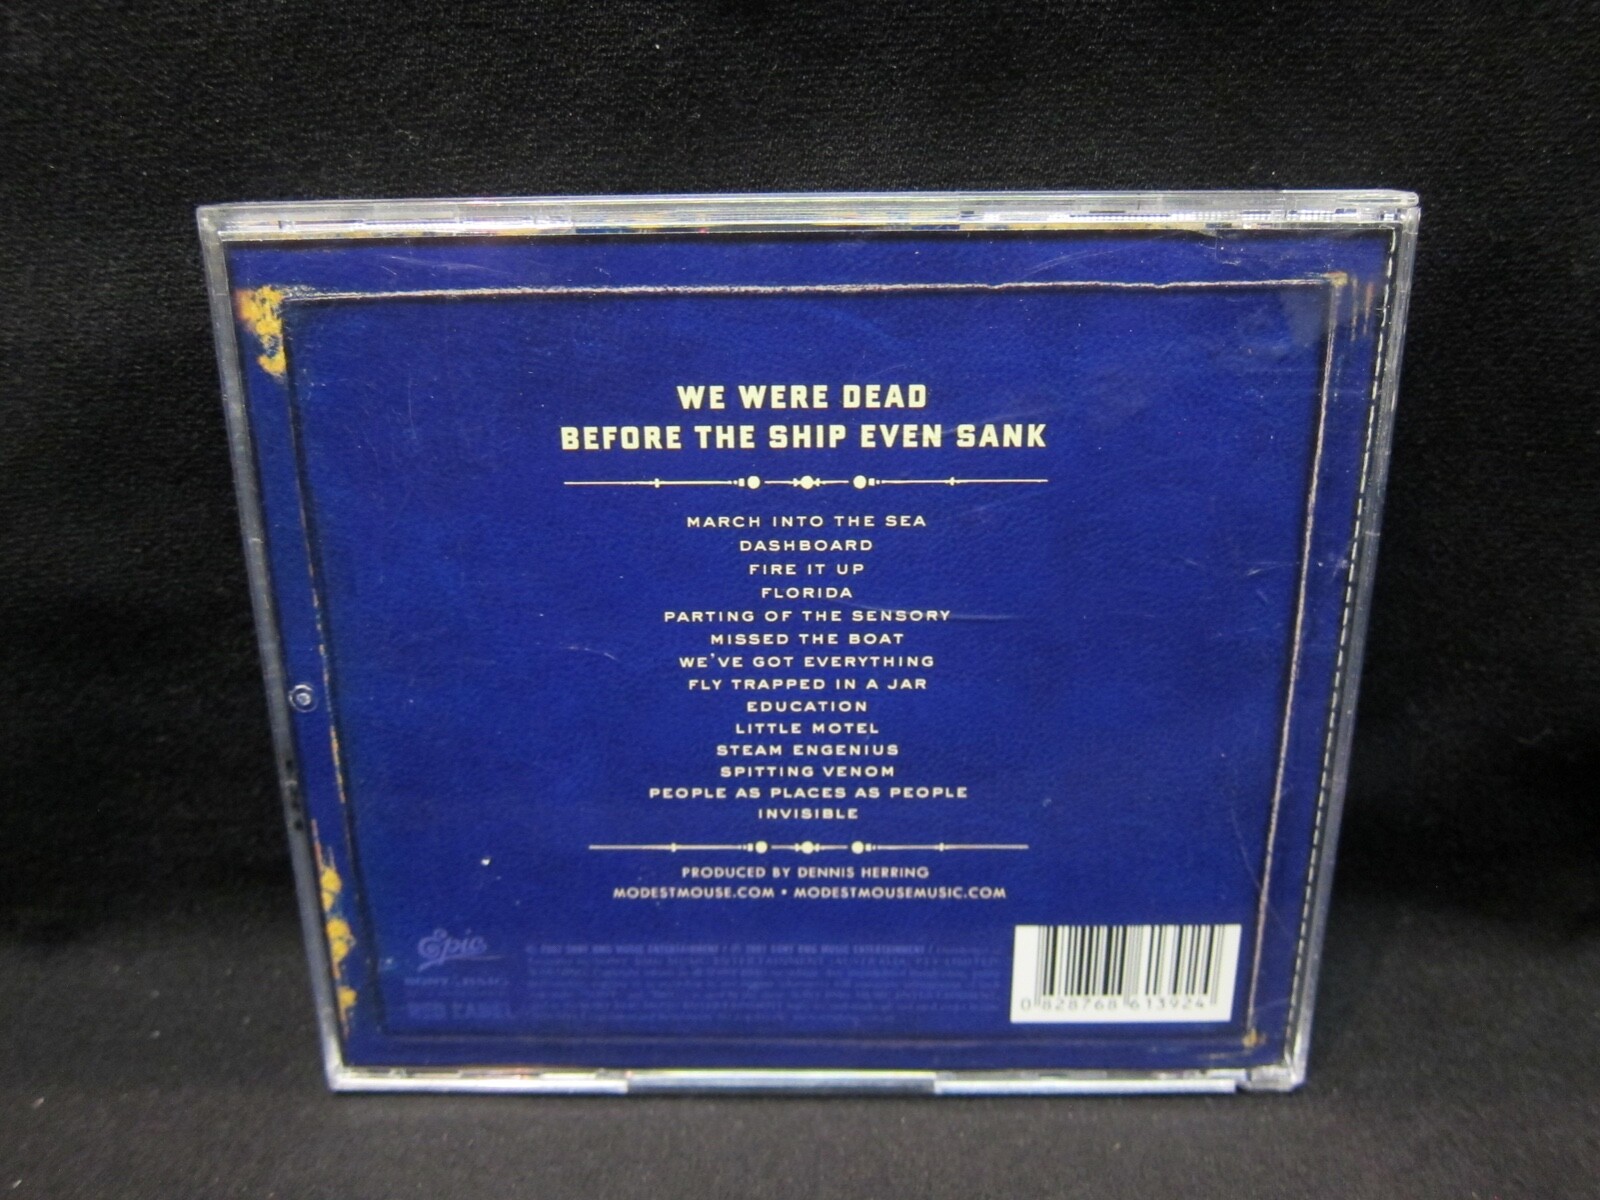 WE WERE DEAD
BEFORE THE SHIP EVEN SANK
MARCH INTO THE SEA
DASHBOARD
FIRE IT UP
FLORIDA
PARTING OF THE SENSORY
MISSED THE BOAT
WE'VE GOT EVERYTHING
FLY TRAPPED IN A JAR
EDUCATION
LITTLE MOTEL
STEAM ENGENIUS
SPITTING VENOM
PEOPLE AS PLACES AS PEOPLE
INVISIBLE
PRODUCED BY DENNIS HERRING
MODESTMOUSE.COM • MODESTMOUSEMUSIC.COM
Epic
0 828768 613924